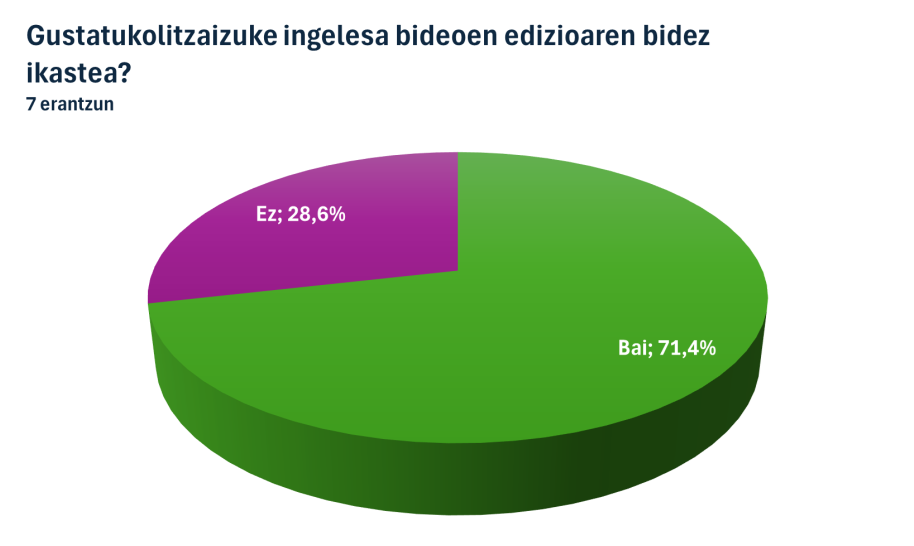 Gustatukolitzaizuke ingelesa bideoen edizioaren bidez
ikastea?
7 erantzun
Ez; 28,6%
Bai; 71,4%